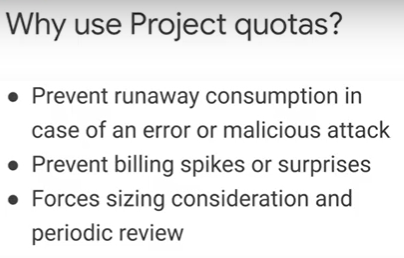 Why use Project quotas?
● Prevent runaway consumption in
case of an error or malicious attack
● Prevent billing spikes or surprises
● Forces sizing consideration and
periodic review